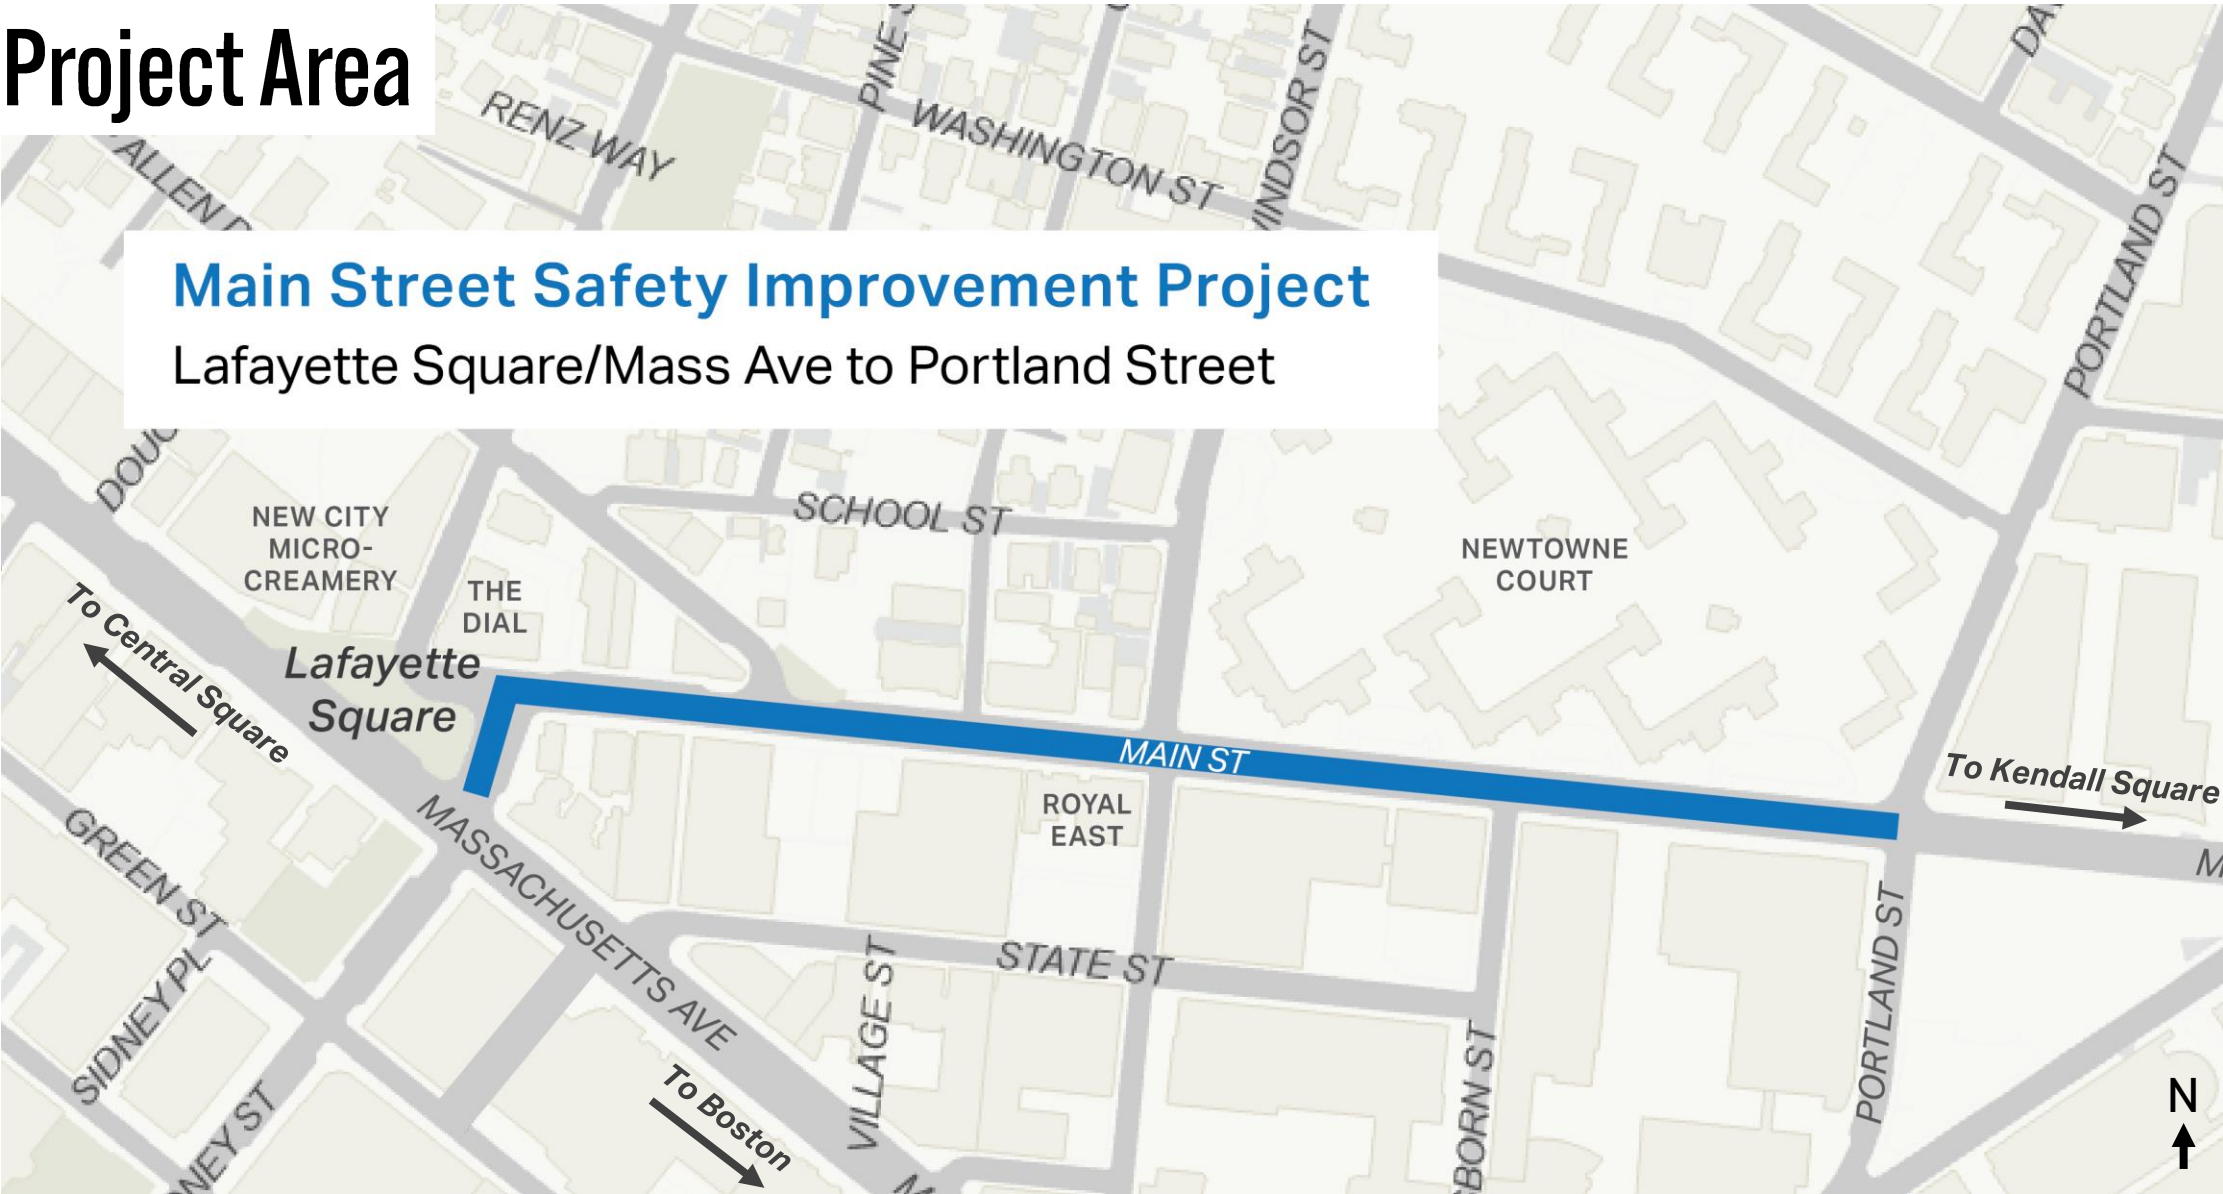 Project Area
RENZ WAY
WASHINGTON ST
PORTLAND ST
Main Street Safety Improvement Project
Lafayette Square/Mass Ave to Portland Street
SCHOOL ST
NEW CITY
MICRO-
CREAMERY
THE
DIAL
NEWTOWNE
COURT
Lafayette
Square
To Central Square
MAIN ST
To Kendall Square
ROYAL
EAST
MASSACHUSETTS AVE
GREEN ST
STATE ST
VILLAGE ST
PORTLAND ST
SIDNEY PL
To Boston
N